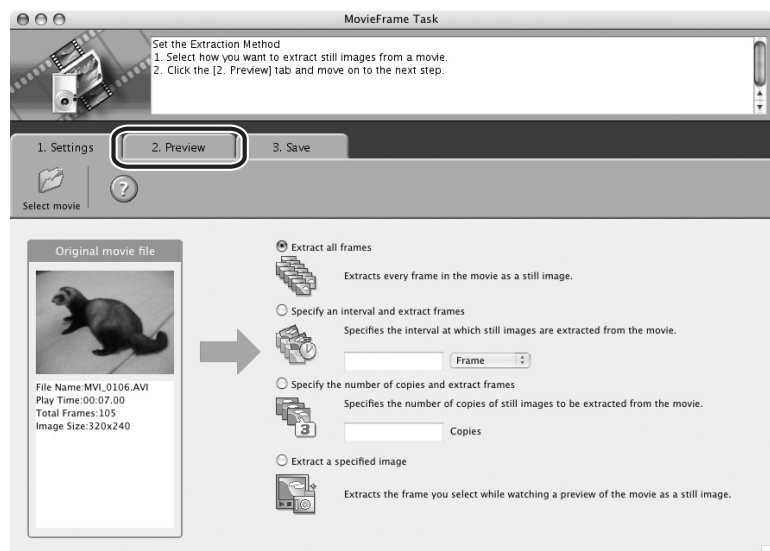 MovieFrame Task
Set the Extraction Method
1. Select how you want to extract still images from a movie.
2. Click the [2. Preview] tab and move on to the next step.
1. Settings
2. Preview
3. Save
Select movie
?
Original movie file
File Name:MVI_0106.AVI
Play Time:00:07.00
Total Frames:105
Image Size:320x240
Extract all frames
Extracts every frame in the movie as a still image.
Specify an interval and extract frames
Specifies the interval at which still images are extracted from the movie.
Frame
Specify the number of copies and extract frames
Specifies the number of copies of still images to be extracted from the movie.
3
Copies
Extract a specified image
Extracts the frame you select while watching a preview of the movie as a still image.